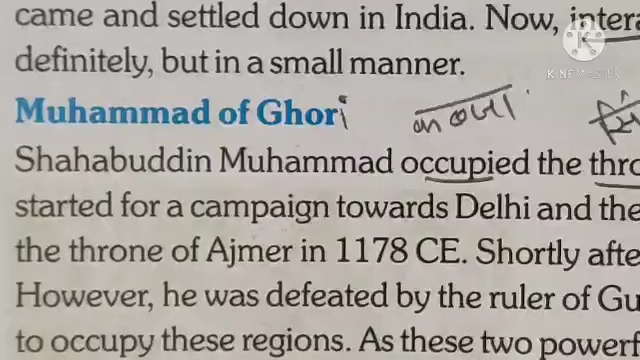 came and settled down in India. Now,
definitely, but in a small manner.
KINEMASTER
Muhammad of Ghori
Shahabuddin Muhammad occupied the
started for a campaign towards Delhi and
the throne of Ajmer in 1178 CE. Shortly
However, he was defeated by the ruler of
to occupy these regions. As these two